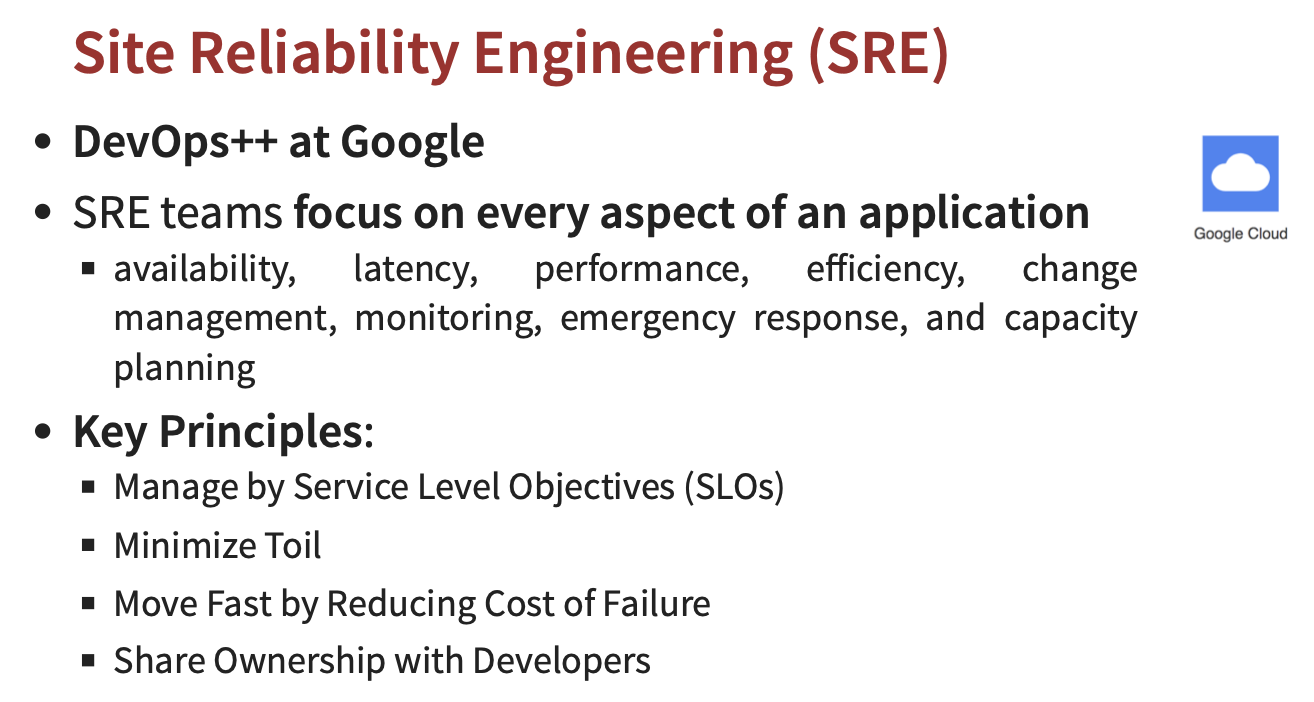 Site Reliability Engineering (SRE)
• DevOps++ at Google
• SRE teams focus on every aspect of an application
▪ availability, latency, performance, efficiency, change
management, monitoring, emergency response, and capacity
planning
• Key Principles:
▪ Manage by Service Level Objectives (SLOs)
▪ Minimize Toil
▪ Move Fast by Reducing Cost of Failure
▪ Share Ownership with Developers
Google Cloud